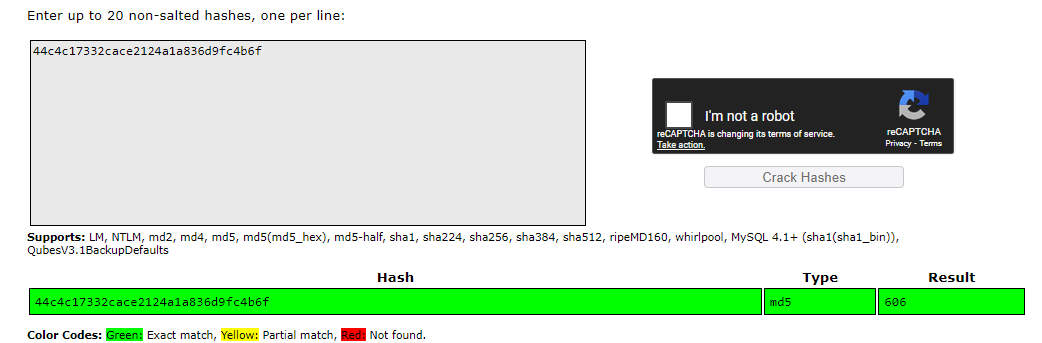 Enter up to 20 non-salted hashes, one per line:
44c4c17332cace2124a1a836d9fc4b6f
I'm not a robot
reCAPTCHA is changing its terms of service.
Take action.
reCAPTCHA
Privacy - Terms
Crack Hashes
Supports: LM, NTLM, md2, md4, md5, md5(md5_hex), md5-half, sha1, sha224, sha256, sha384, sha512, ripeMD160, whirlpool, MySQL 4.1+ (sha1(sha1_bin)),
QubesV3.1BackupDefaults
Hash Type Result
44c4c17332cace2124a1a836d9fc4b6f md5 606
Color Codes: Green: Exact match, Yellow: Partial match, Red: Not found.